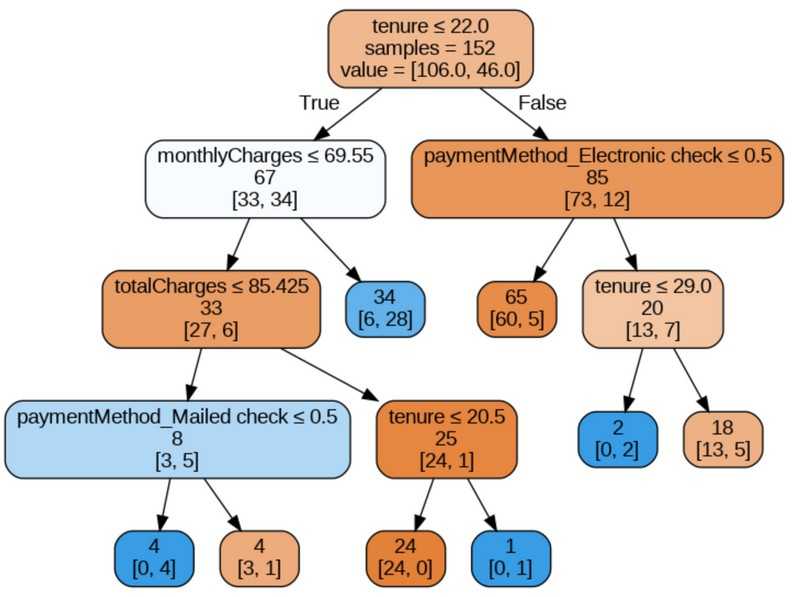 tenure ≤ 22.0
samples = 152
value = [106.0, 46.0]
True
False
monthlyCharges ≤ 69.55
67
[33, 34]
paymentMethod_Electronic check ≤ 0.5
85
[73, 12]
totalCharges ≤ 85.425
33
[27, 6]
34
[6, 28]
65
[60, 5]
tenure ≤ 29.0
20
[13, 7]
paymentMethod_Mailed check ≤ 0.5
8
[3, 5]
tenure ≤ 20.5
25
[24, 1]
2
[0, 2]
18
[13, 5]
4
[0, 4]
4
[3, 1]
24
[24, 0]
1
[0, 1]